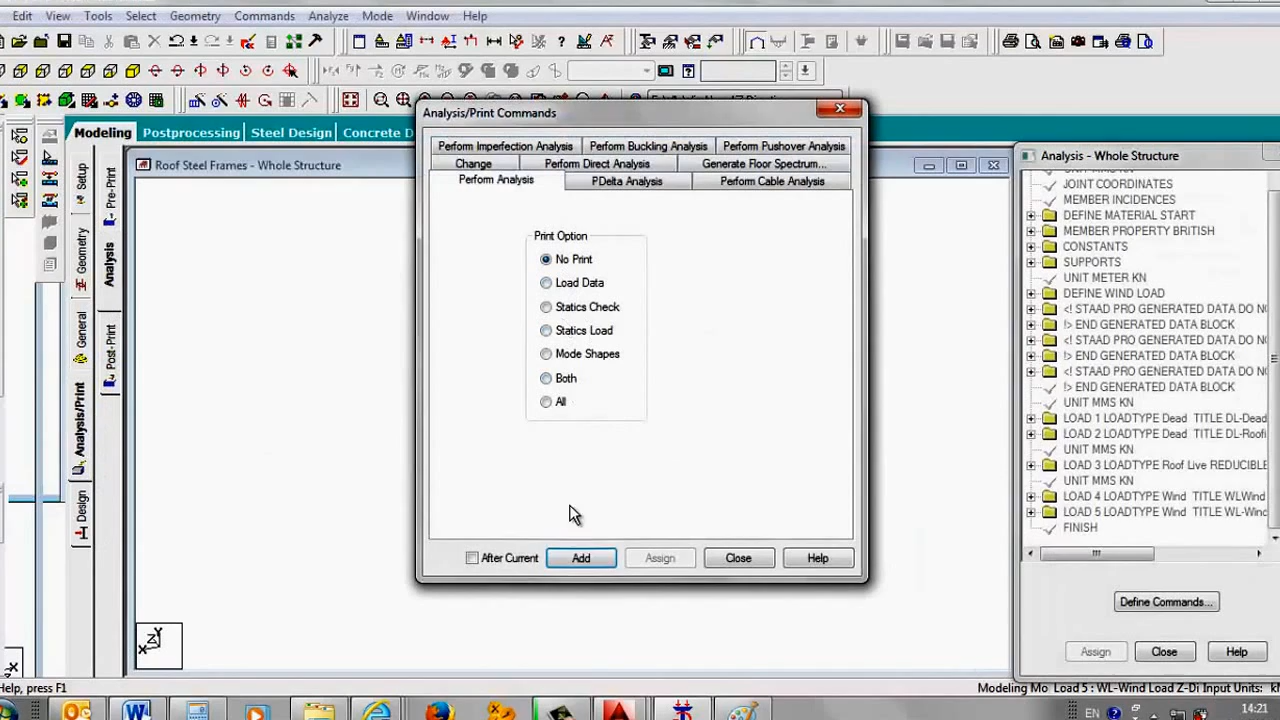 Edit View Tools Select Geometry Commands Analyze Mode Window Help
Modeling Postprocessing Steel Design Concrete D
Roof Steel Frames - Whole Structure
Setup
Geometry
General
Analysis/Print
Design
Pre-Print
Analysis
Post-Print
Analysis/Print Commands
Perform Imperfection Analysis Perform Buckling Analysis Perform Pushover Analysis
Change Perform Direct Analysis Generate Floor Spectrum...
Perform Analysis PDelta Analysis Perform Cable Analysis
Print Option
No Print
Load Data
Statics Check
Statics Load
Mode Shapes
Both
All
After Current Add Assign Close Help
Analysis - Whole Structure
JOINT COORDINATES
MEMBER INCIDENCES
DEFINE MATERIAL START
MEMBER PROPERTY BRITISH
CONSTANTS
SUPPORTS
UNIT METER KN
DEFINE WIND LOAD
<! STAAD PRO GENERATED DATA DO N
!> END GENERATED DATA BLOCK
<! STAAD PRO GENERATED DATA DO N
!> END GENERATED DATA BLOCK
<! STAAD PRO GENERATED DATA DO N
!> END GENERATED DATA BLOCK
UNIT MMS KN
LOAD 1 LOADTYPE Dead TITLE DL-Dead
LOAD 2 LOADTYPE Dead TITLE DL-Roofi
UNIT MMS KN
LOAD 3 LOADTYPE Roof Live REDUCIBLE
UNIT MMS KN
LOAD 4 LOADTYPE Wind TITLE WLWind
LOAD 5 LOADTYPE Wind TITLE WL-Wind
FINISH
Define Commands...
Assign Close Help
Y
Z
X
X
Help, press F1
Modeling Mo Load 5 : WL-Wind Load Z-Di Input Units: k
EN 14:21